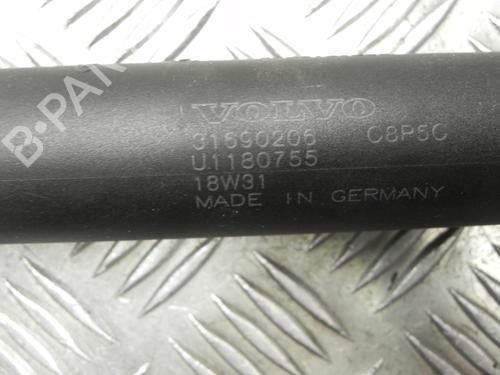 B-PA
VOLVO
31690206 C8P5C
U1180755
18W31
MADE IN GERMANY